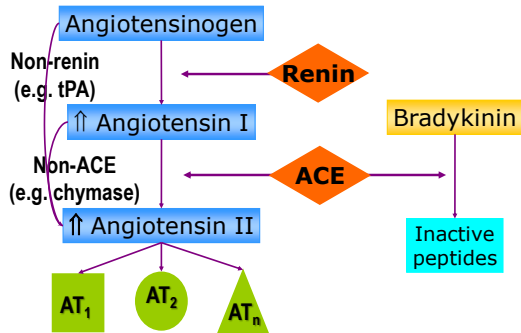 Angiotensinogen
Non-renin
(e.g. tPA)
Renin
⇑ Angiotensin I
Bradykinin
Non-ACE
(e.g. chymase)
ACE
⇑ Angiotensin II
Inactive
peptides
AT₁
AT₂
ATₙ